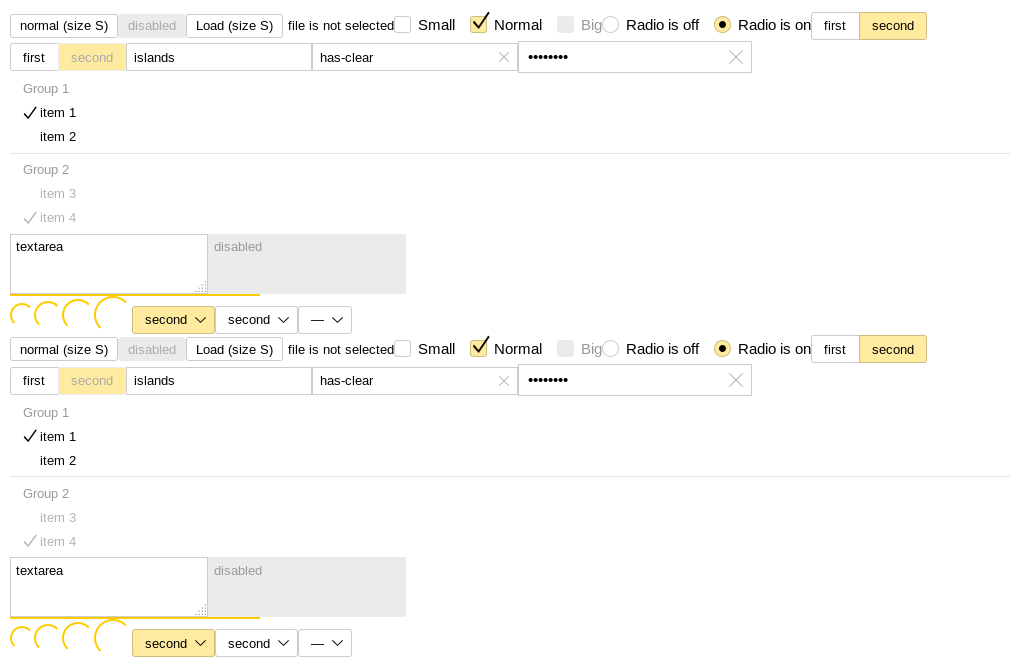 normal (size S) disabled Load (size S) file is not selected Small Normal Big Radio is off Radio is on first second
first second islands has-clear ••••••••
Group 1
item 1
item 2
Group 2
item 3
item 4
textarea disabled
second second —
normal (size S) disabled Load (size S) file is not selected Small Normal Big Radio is off Radio is on first second
first second islands has-clear ••••••••
Group 1
item 1
item 2
Group 2
item 3
item 4
textarea disabled
second second —